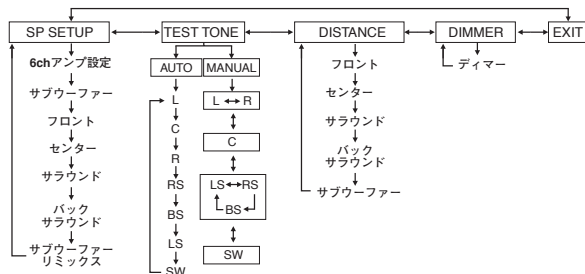 SP SETUP
TEST TONE
DISTANCE
DIMMER
EXIT
6chアンプ設定
サブウーファー
フロント
センター
サラウンド
バック
サラウンド
サブウーファー
リミックス
AUTO
L
C
R
RS
BS
LS
SW
MANUAL
L R
C
LS RS
BS
SW
フロント
センター
サラウンド
バック
サラウンド
サブウーファー
ディマー